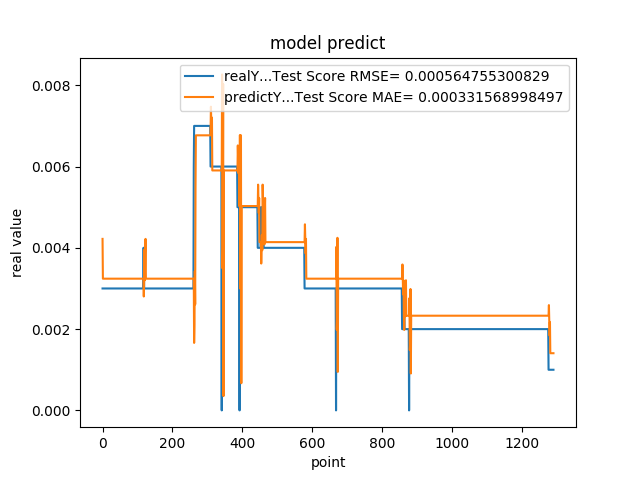 model predict
realY...Test Score RMSE= 0.000564755300829
predictY...Test Score MAE= 0.000331568998497
0.008
0.006
0.004
0.002
0.000
real value
0 200 400 600 800 1000 1200
point